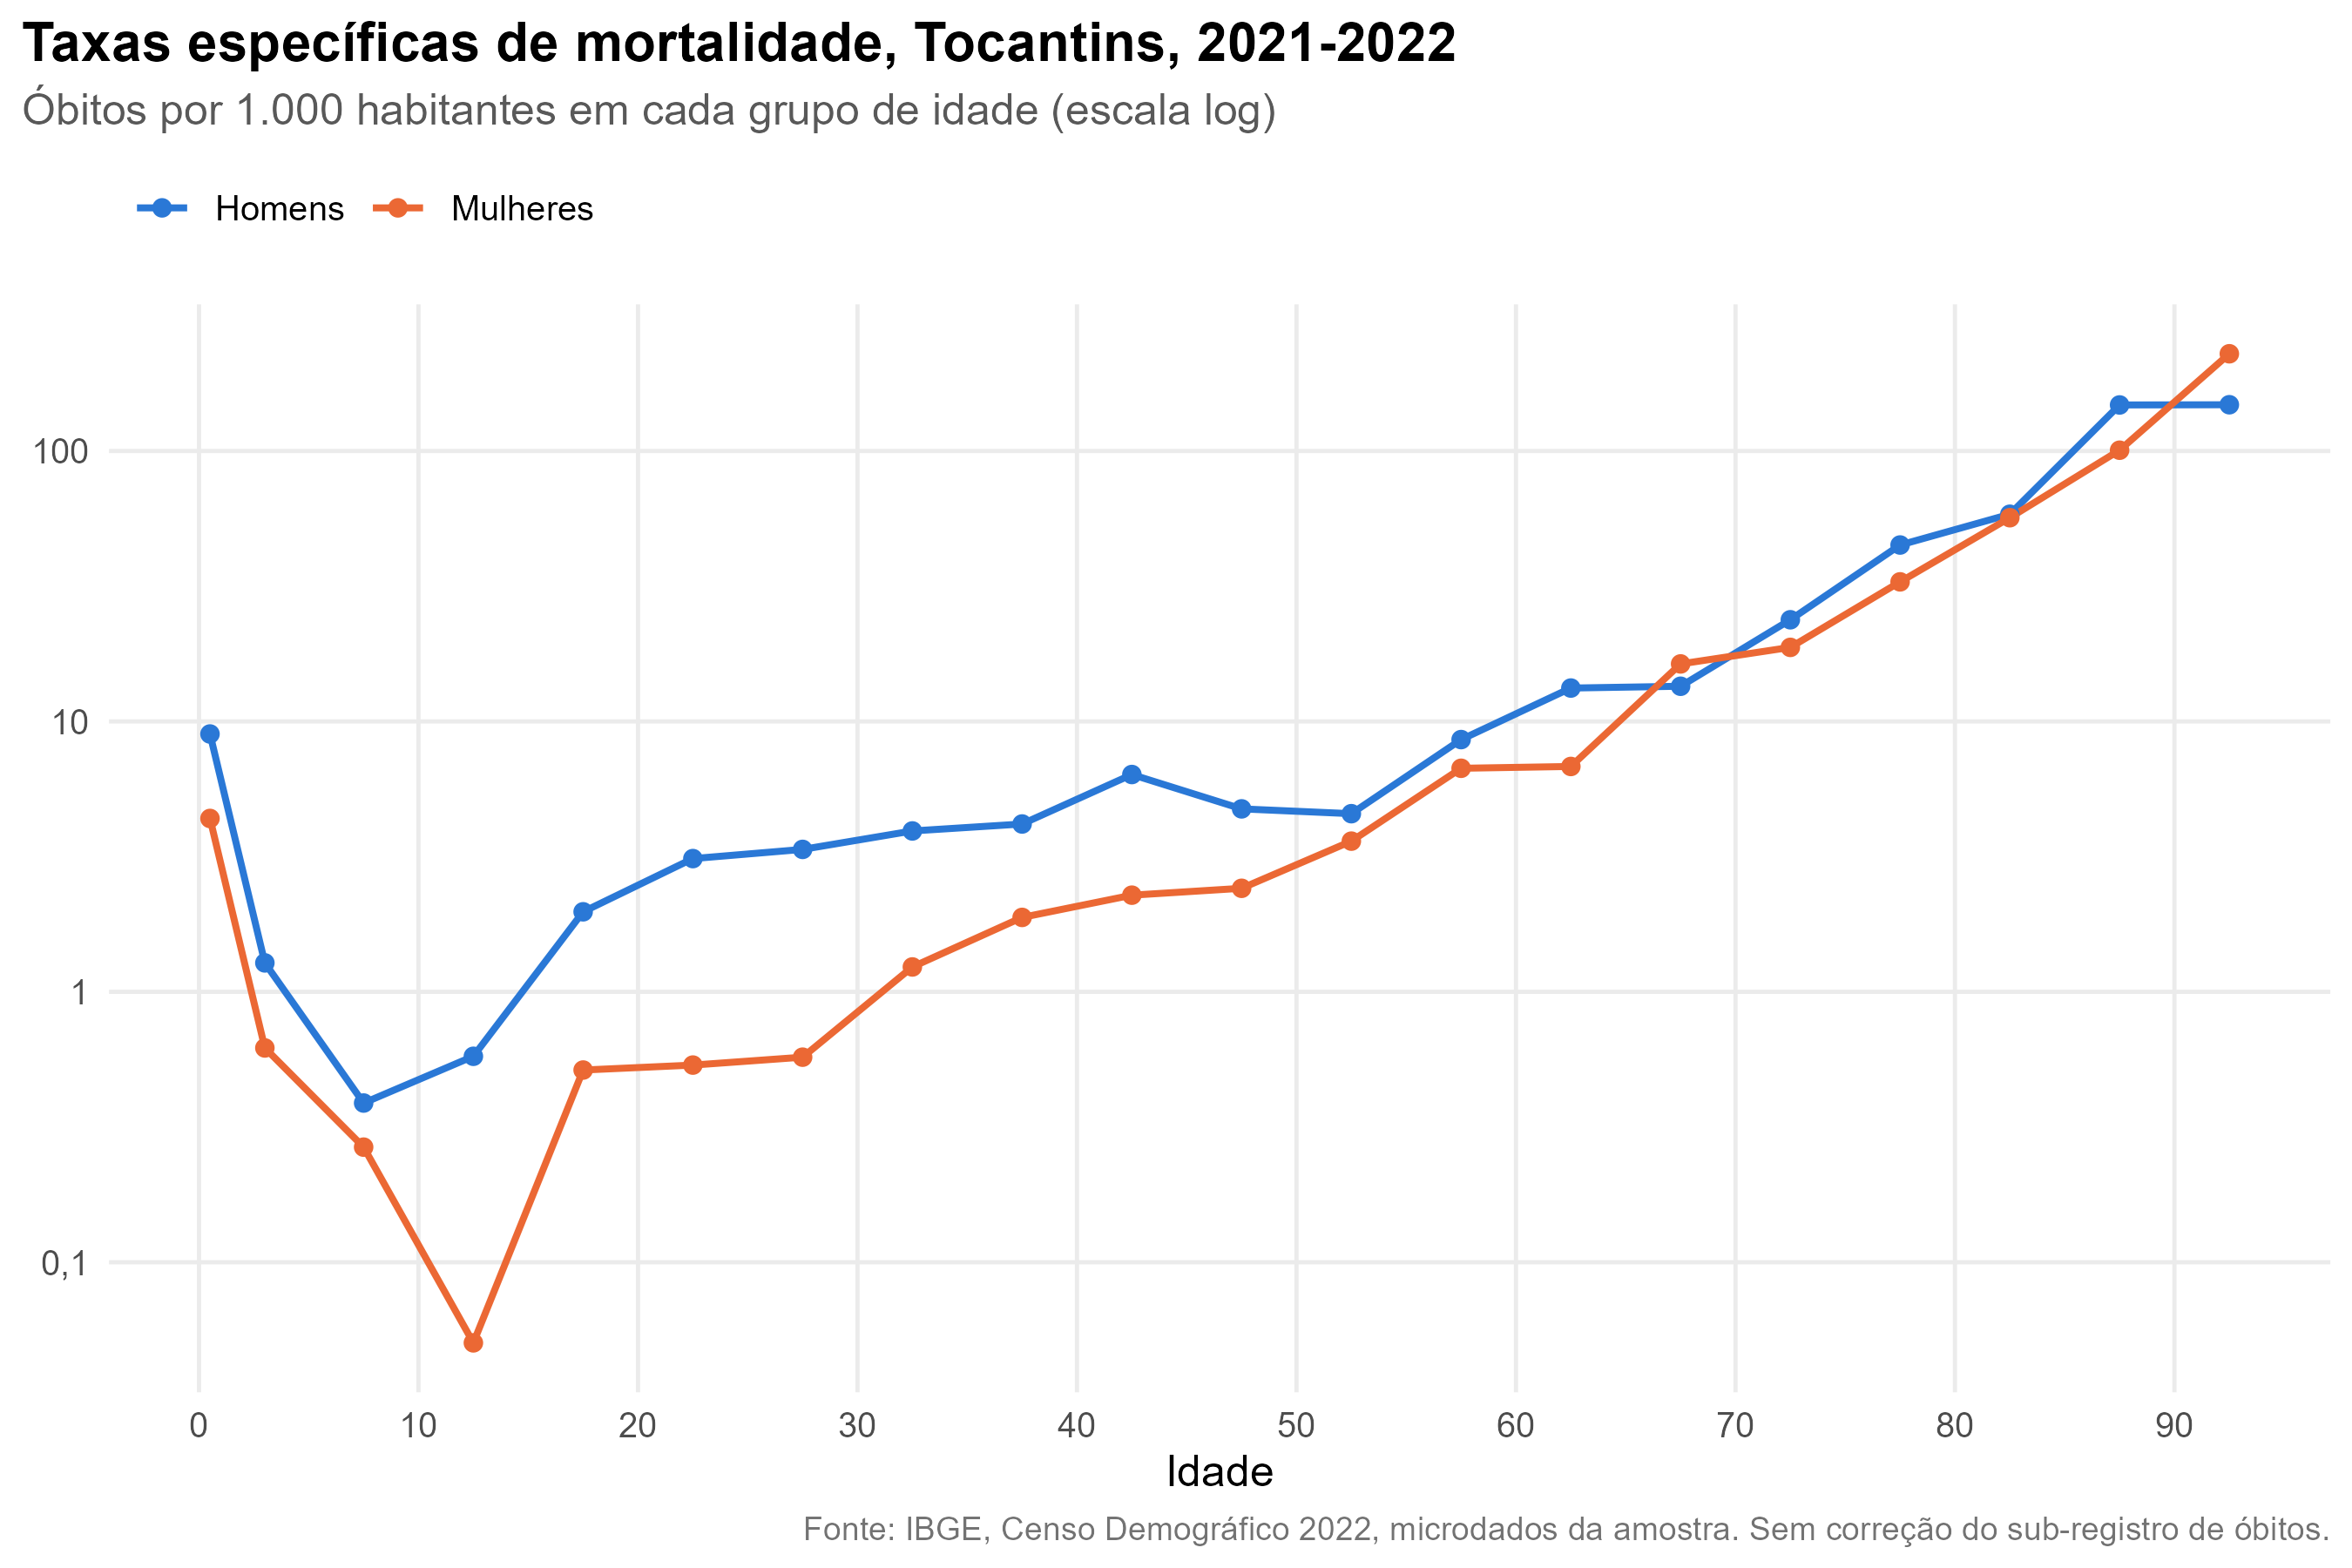 Taxas específicas de mortalidade, Tocantins, 2021-2022
Óbitos por 1.000 habitantes em cada grupo de idade (escala log)
Homens Mulheres
100
10
1
0,1
0 10 20 30 40 50 60 70 80 90
Idade
Fonte: IBGE, Censo Demográfico 2022, microdados da amostra. Sem correção do sub-registro de óbitos.